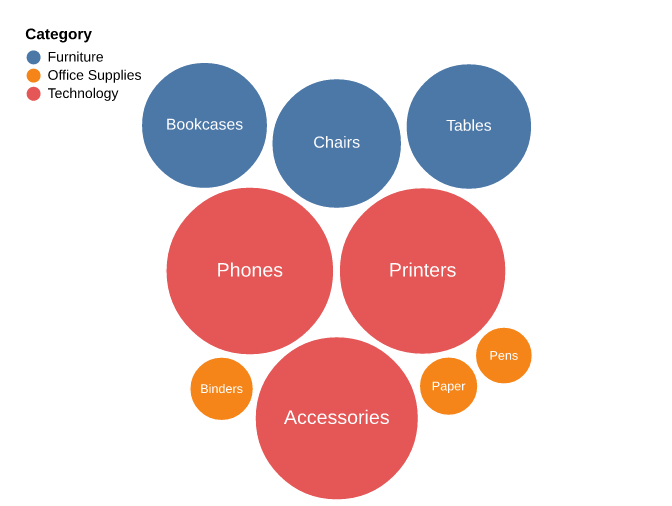 Category
Furniture
Office Supplies
Technology
Bookcases
Chairs
Tables
Phones
Printers
Pens
Binders
Paper
Accessories